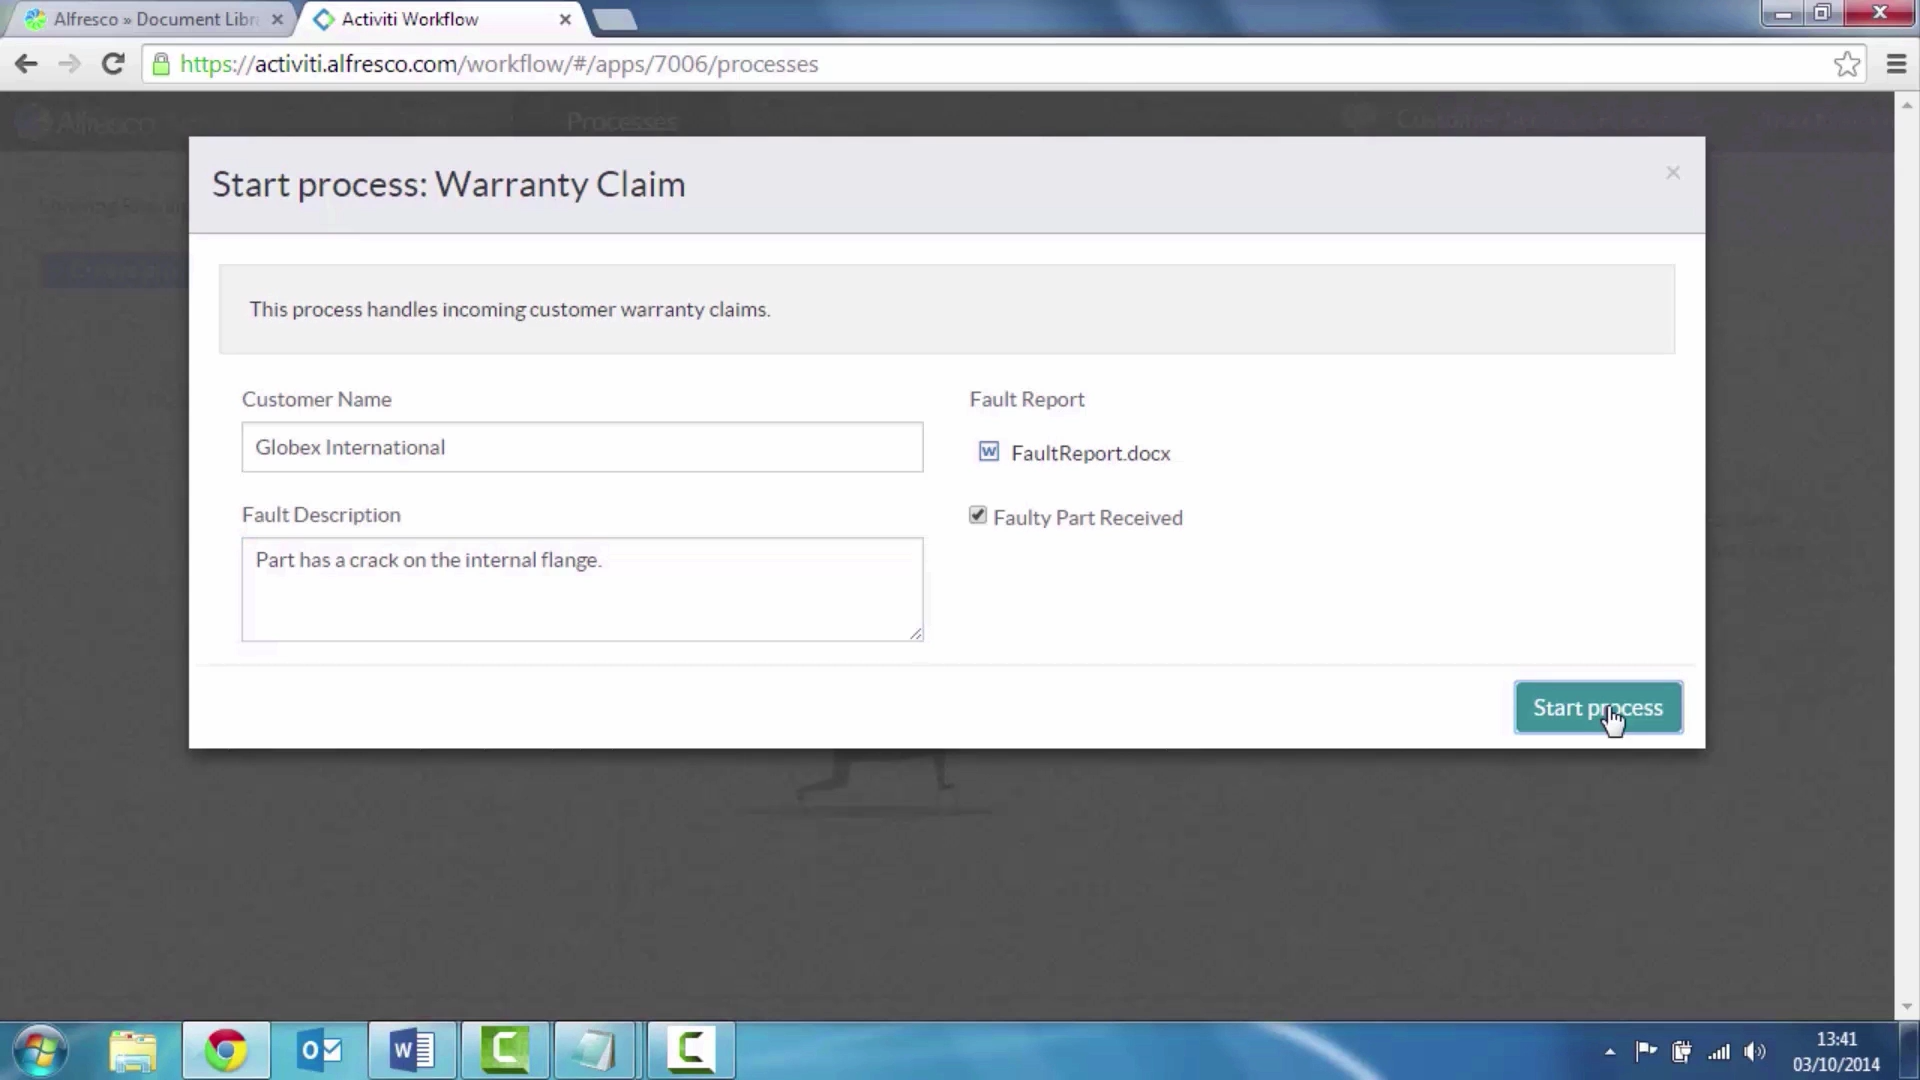 Alfresco » Document Libr
Activiti Workflow
https://activiti.alfresco.com/workflow/#/apps/7006/processes
Alfresco
Processes
Start process: Warranty Claim
This process handles incoming customer warranty claims.
Customer Name
Fault Report
Globex International
FaultReport.docx
Fault Description
Faulty Part Received
Part has a crack on the internal flange.
Start process
13:41
03/10/2014